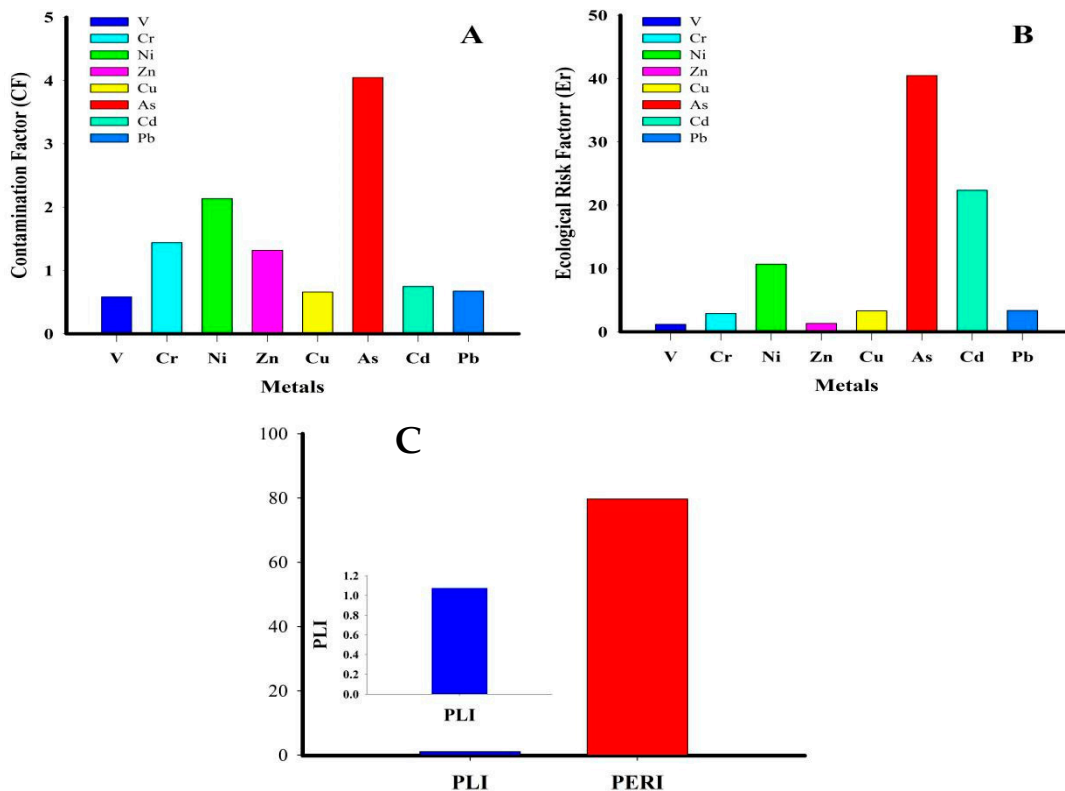 A
V
Cr
Ni
Zn
Cu
As
Cd
Pb
Contamination Factor (CF)
5
4
3
2
1
0
V Cr Ni Zn Cu As Cd Pb
Metals
B
V
Cr
Ni
Zn
Cu
As
Cd
Pb
Ecological Risk Factorr (Er)
50
40
30
20
10
0
V Cr Ni Zn Cu As Cd Pb
Metals
C
100
80
60
40
20
0
PLI
1.2
1.0
0.8
0.6
0.4
0.2
0.0
PLI
PLI PERI